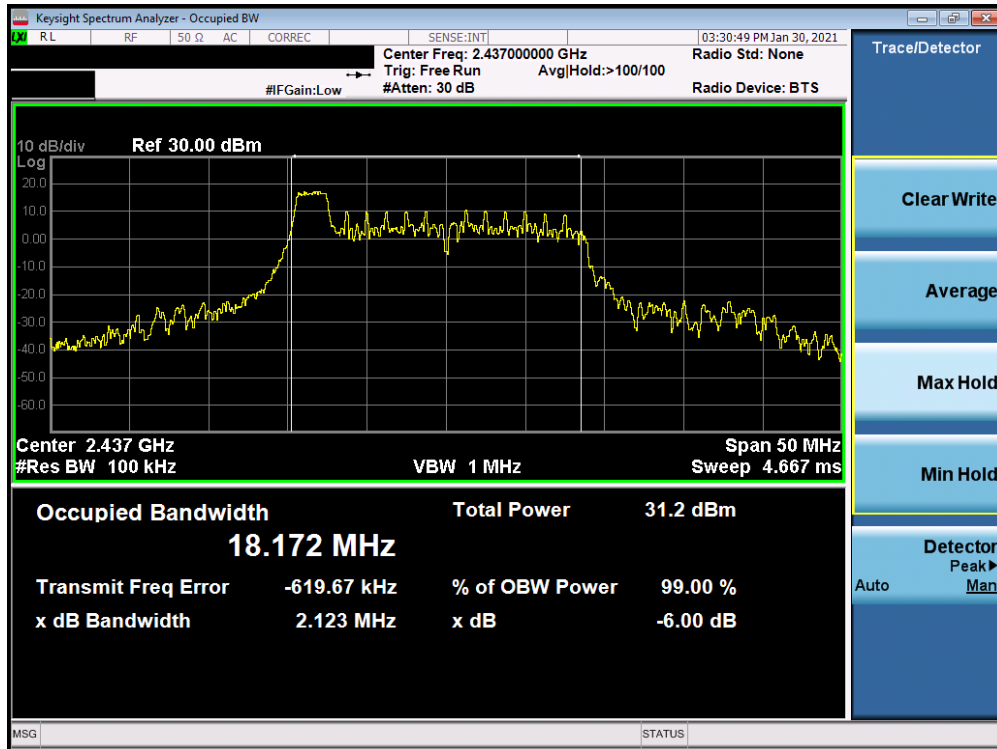 Keysight Spectrum Analyzer - Occupied BW
LXI RL RF 50 Ω AC CORREC SENSE:INT 03:30:49 PM Jan 30, 2021
Center Freq: 2.437000000 GHz Radio Std: None
Trig: Free Run Avg|Hold:>100/100
#IFGain:Low #Atten: 30 dB Radio Device: BTS
10 dB/div Ref 30.00 dBm
Log
20.0
10.0
0.00
-10.0
-20.0
-30.0
-40.0
-50.0
-60.0
Center 2.437 GHz Span 50 MHz
#Res BW 100 kHz VBW 1 MHz Sweep 4.667 ms
Occupied Bandwidth Total Power 31.2 dBm
18.172 MHz
Transmit Freq Error -619.67 kHz % of OBW Power 99.00 %
x dB Bandwidth 2.123 MHz x dB -6.00 dB
MSG STATUS
Trace/Detector
Clear Write
Average
Max Hold
Min Hold
Detector
Peak▶
Auto Man